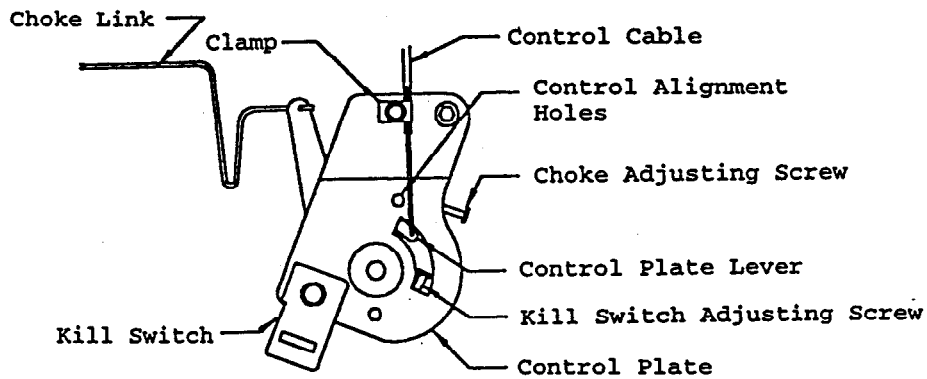 Choke Link
Clamp
Control Cable
Control Alignment
Holes
Choke Adjusting Screw
Control Plate Lever
Kill Switch Adjusting Screw
Kill Switch
Control Plate